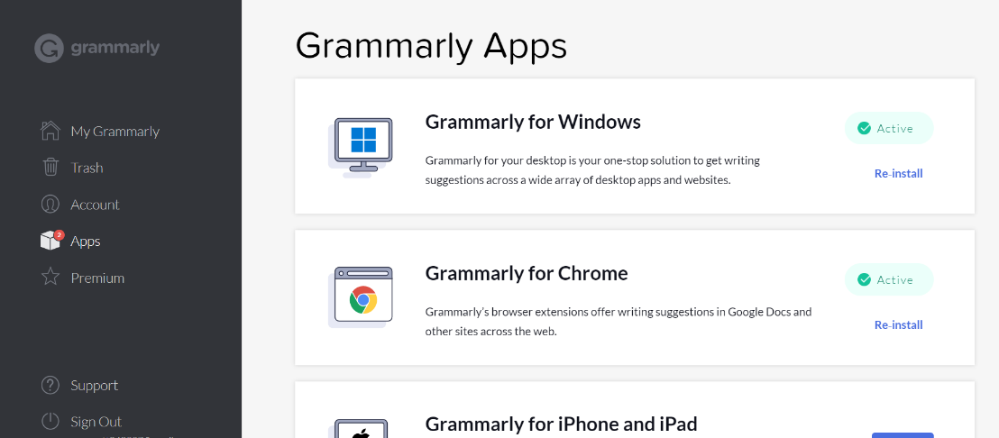 grammarly
My Grammarly
Trash
Account
2
Apps
Premium
Support
Sign Out
Grammarly Apps
Grammarly for Windows
Grammarly for your desktop is your one-stop solution to get writing
suggestions across a wide array of desktop apps and websites.
Active
Re-install
Grammarly for Chrome
Grammarly's browser extensions offer writing suggestions in Google Docs and
other sites across the web.
Active
Re-install
Grammarly for iPhone and iPad